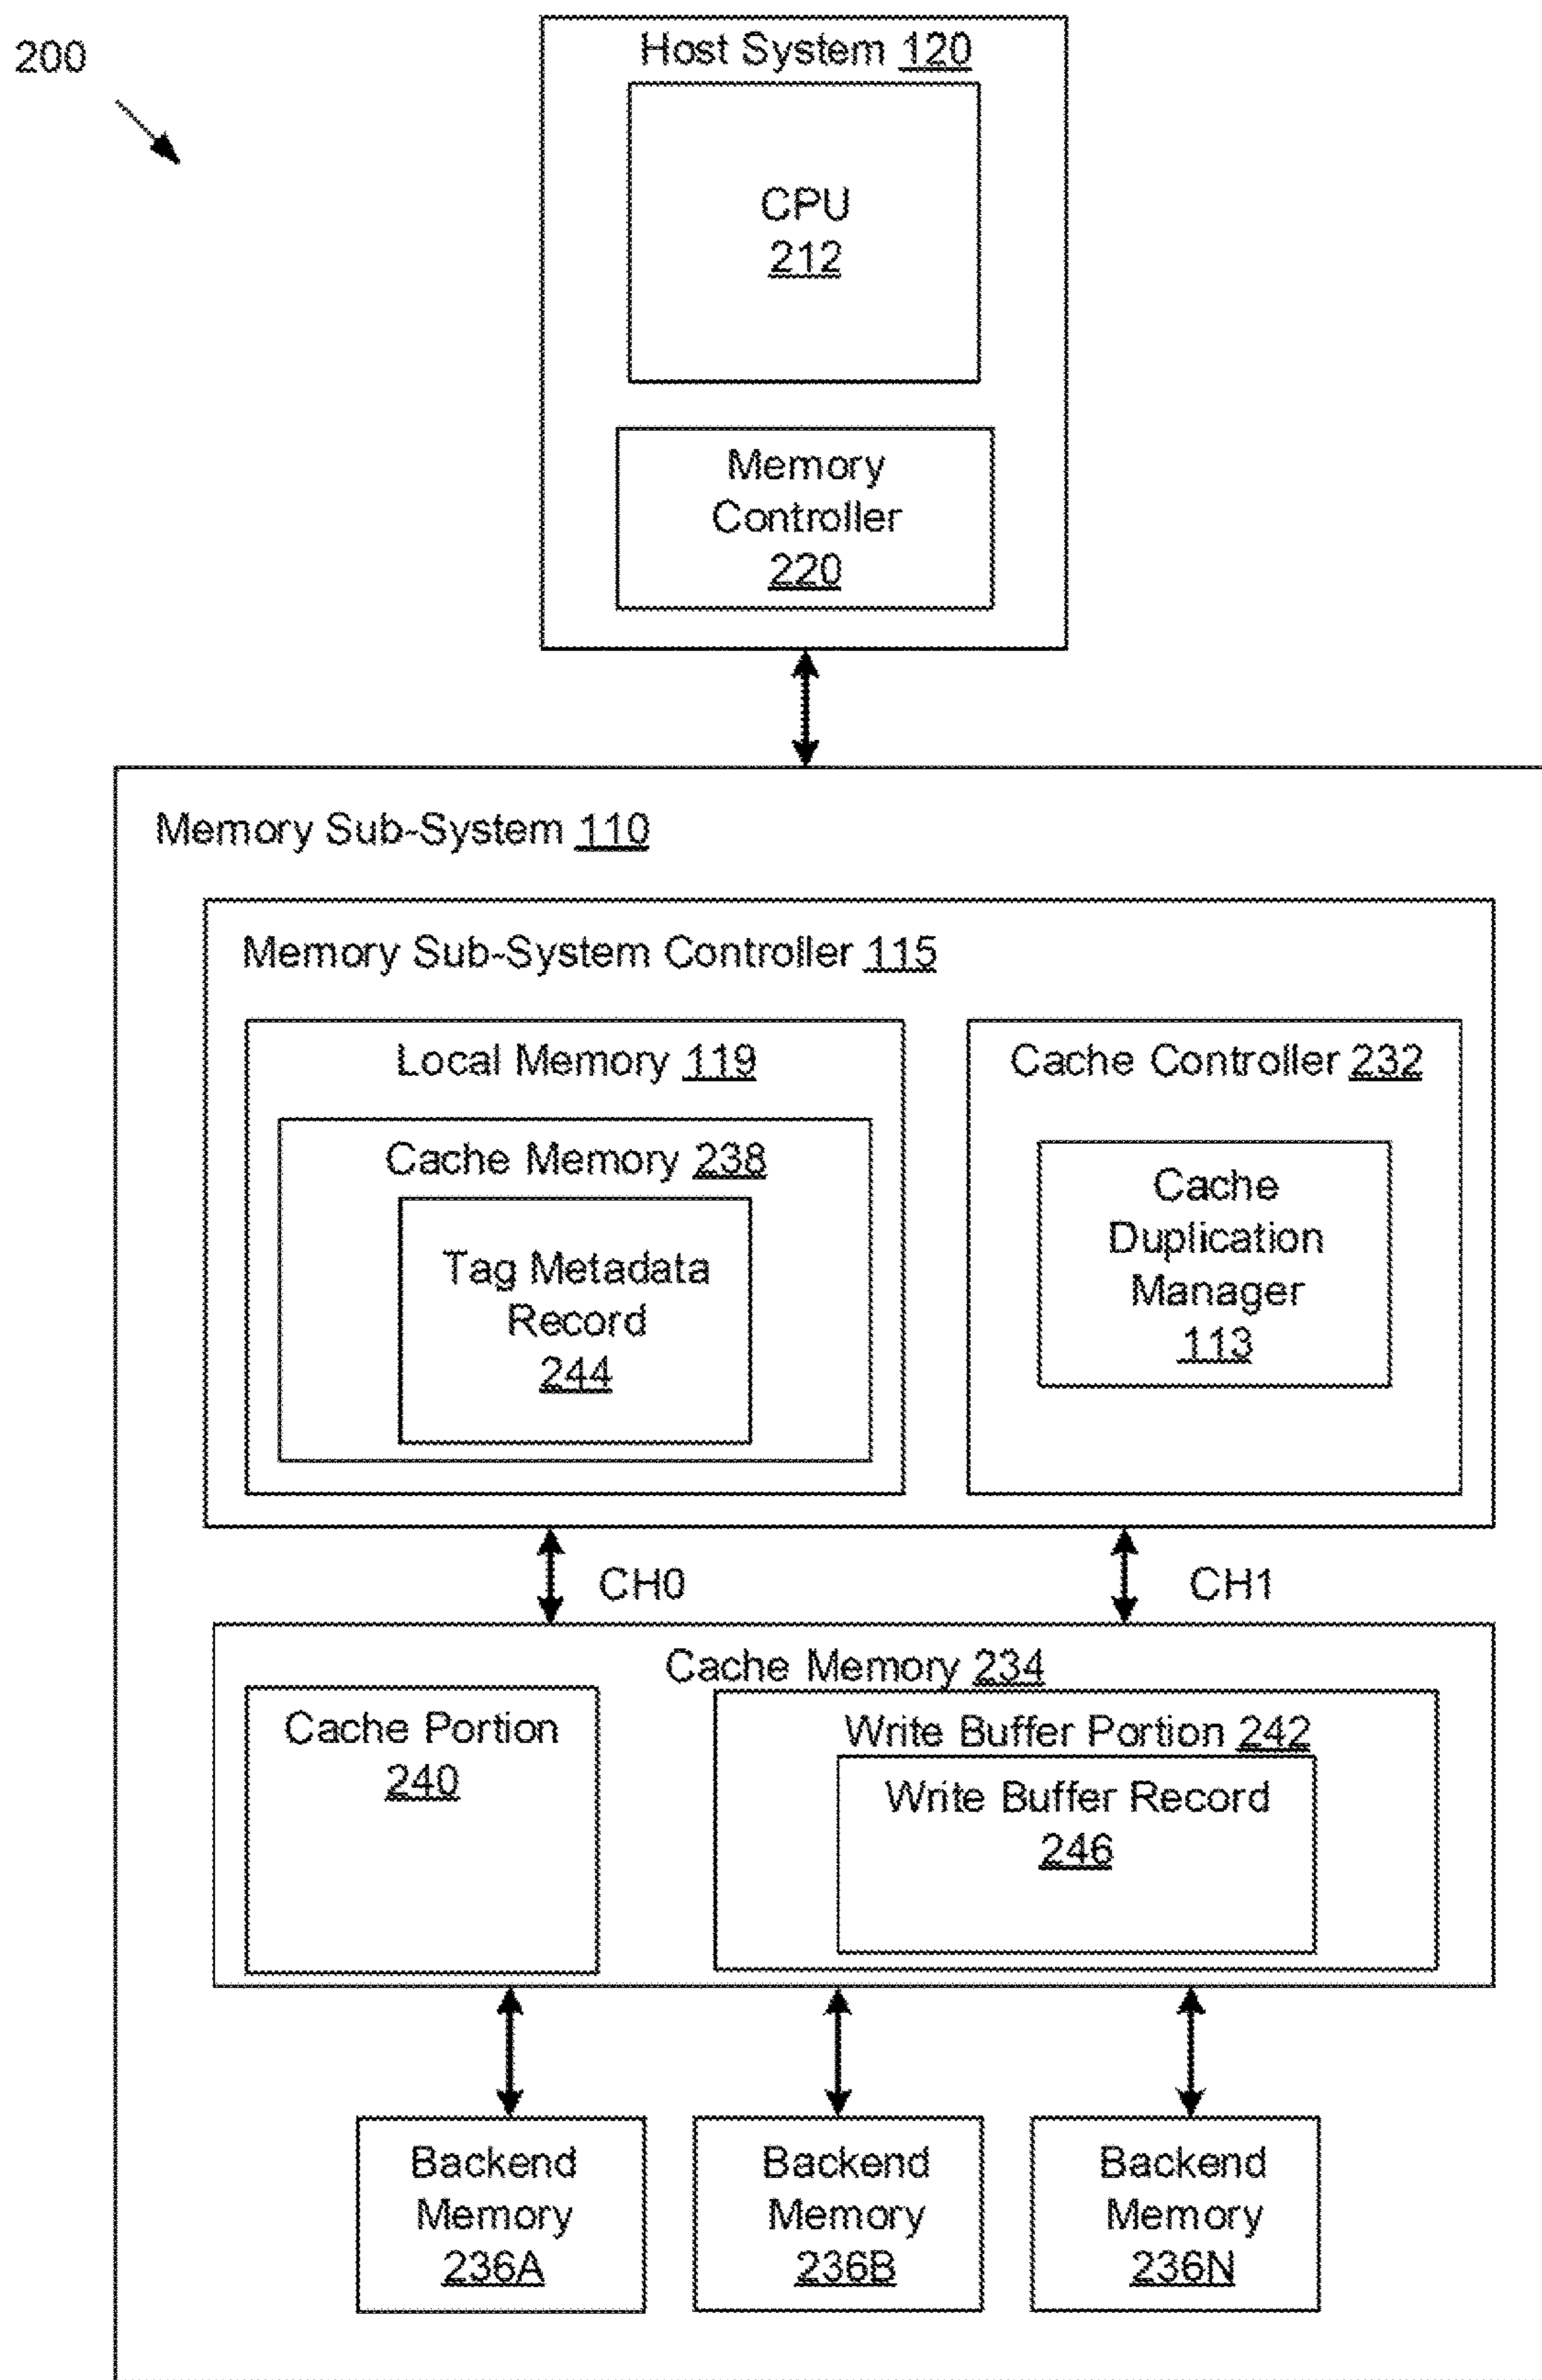 200
Host System 120
CPU
212
Memory
Controller
220
Memory Sub-System 110
Memory Sub-System Controller 115
Local Memory 119
Cache Memory 238
Tag Metadata
Record
244
Cache Controller 232
Cache
Duplication
Manager
113
CH0
CH1
Cache Memory 234
Cache Portion
240
Write Buffer Portion 242
Write Buffer Record
246
Backend
Memory
236A
Backend
Memory
236B
Backend
Memory
236N